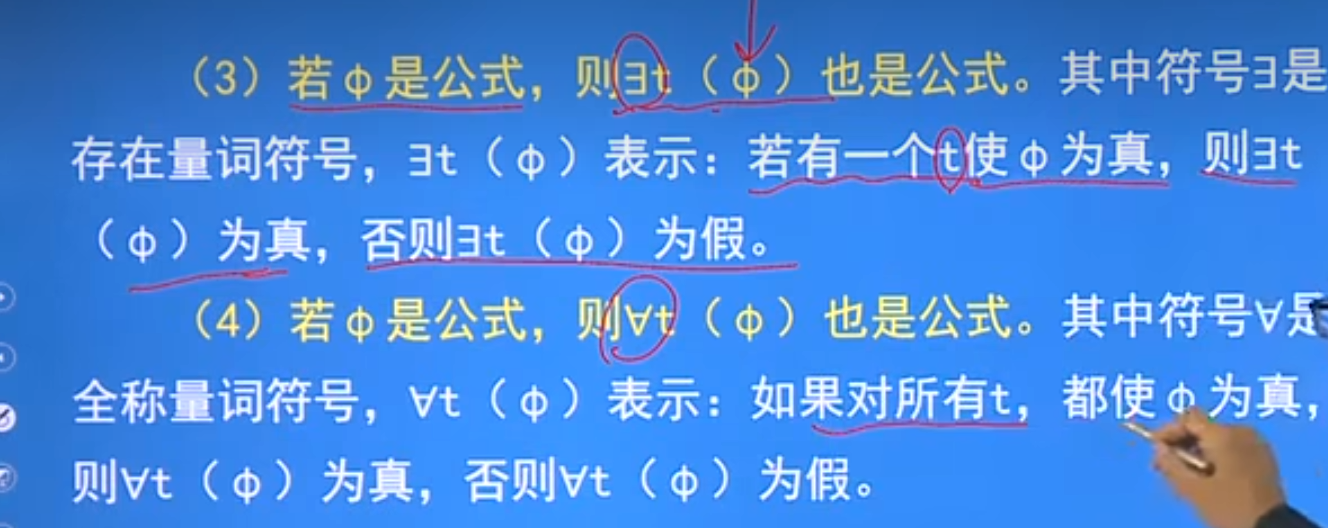 （3）若φ是公式，则∃t（φ）也是公式。其中符号∃是
存在量词符号，∃t（φ）表示：若有一个t使φ为真，则∃t
（φ）为真，否则∃t（φ）为假。
（4）若φ是公式，则∀t（φ）也是公式。其中符号∀是
全称量词符号，∀t（φ）表示：如果对所有t，都使φ为真，
则∀t（φ）为真，否则∀t（φ）为假。